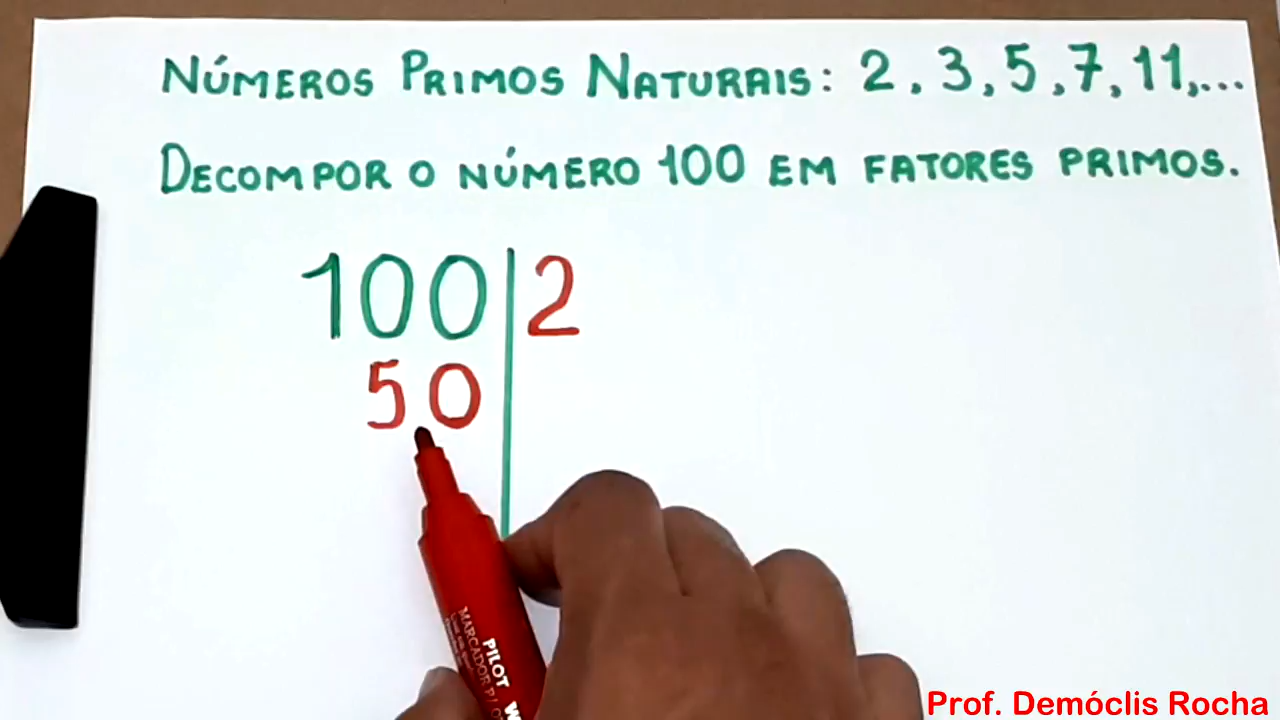 NÚMEROS PRIMOS NATURAIS: 2, 3, 5, 7, 11,...
DECOMPOR O NÚMERO 100 EM FATORES PRIMOS.
100 2
50
PILOT W
MARCADOR P/
Prof. Demóclis Rocha